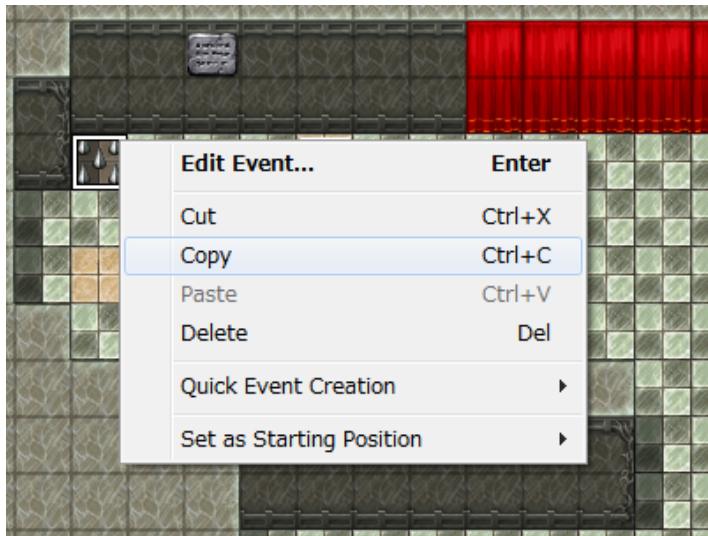 Edit Event... Enter
Cut Ctrl+X
Copy Ctrl+C
Paste Ctrl+V
Delete Del
Quick Event Creation
Set as Starting Position